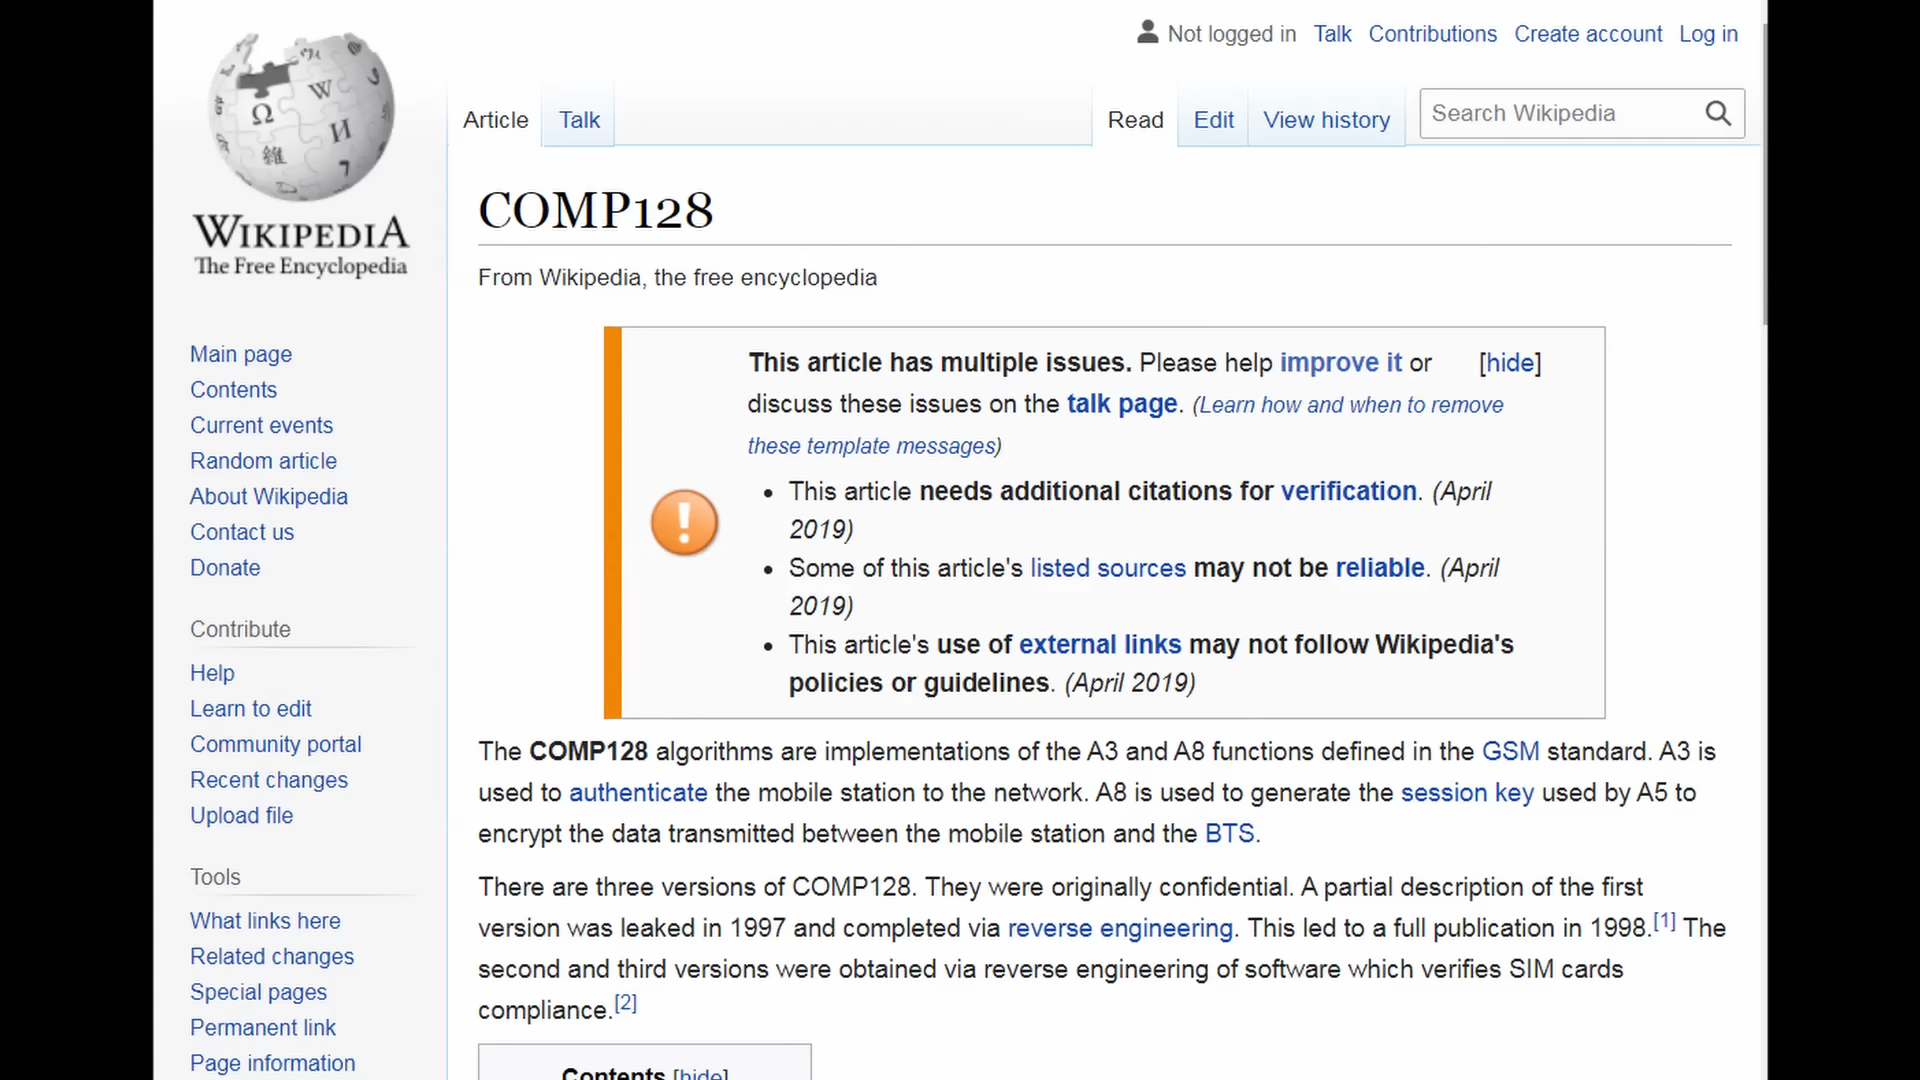 Not logged in Talk Contributions Create account Log in
Article Talk Read Edit View history Search Wikipedia
WIKIPEDIA
The Free Encyclopedia
Main page
Contents
Current events
Random article
About Wikipedia
Contact us
Donate
Contribute
Help
Learn to edit
Community portal
Recent changes
Upload file
Tools
What links here
Related changes
Special pages
Permanent link
Page information
COMP128
From Wikipedia, the free encyclopedia
This article has multiple issues. Please help improve it or [hide]
discuss these issues on the talk page. (Learn how and when to remove
these template messages)
• This article needs additional citations for verification. (April
2019)
• Some of this article's listed sources may not be reliable. (April
2019)
• This article's use of external links may not follow Wikipedia's
policies or guidelines. (April 2019)
The COMP128 algorithms are implementations of the A3 and A8 functions defined in the GSM standard. A3 is
used to authenticate the mobile station to the network. A8 is used to generate the session key used by A5 to
encrypt the data transmitted between the mobile station and the BTS.
There are three versions of COMP128. They were originally confidential. A partial description of the first
version was leaked in 1997 and completed via reverse engineering. This led to a full publication in 1998.[1] The
second and third versions were obtained via reverse engineering of software which verifies SIM cards
compliance.[2]
Contents [hide]